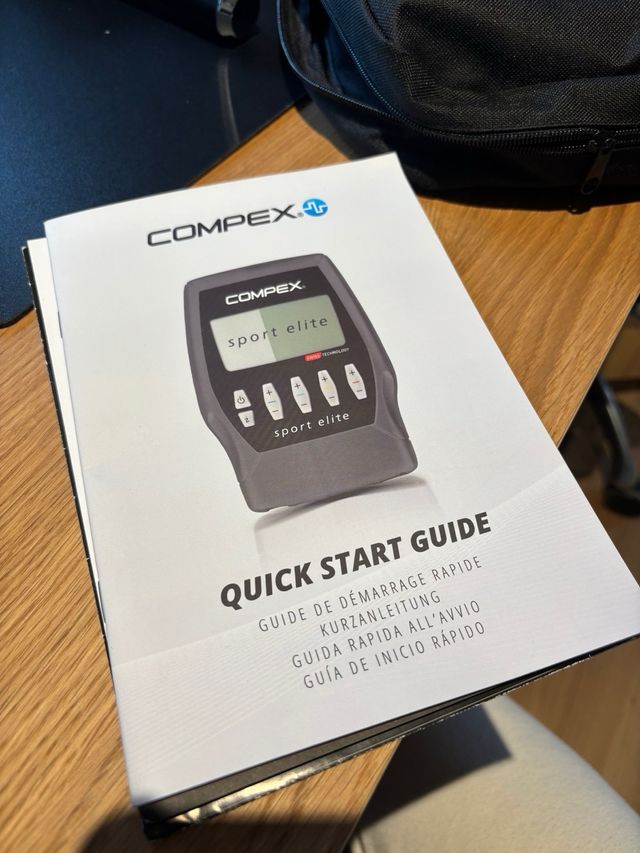 COMPEX®
COMPEX®
sport elite
SWISS TECHNOLOGY
+ + + +
- - - -
sport elite
QUICK START GUIDE
GUIDE DE DÉMARRAGE RAPIDE
KURZANLEITUNG
GUIDA RAPIDA ALL'AVVIO
GUÍA DE INICIO RÁPIDO